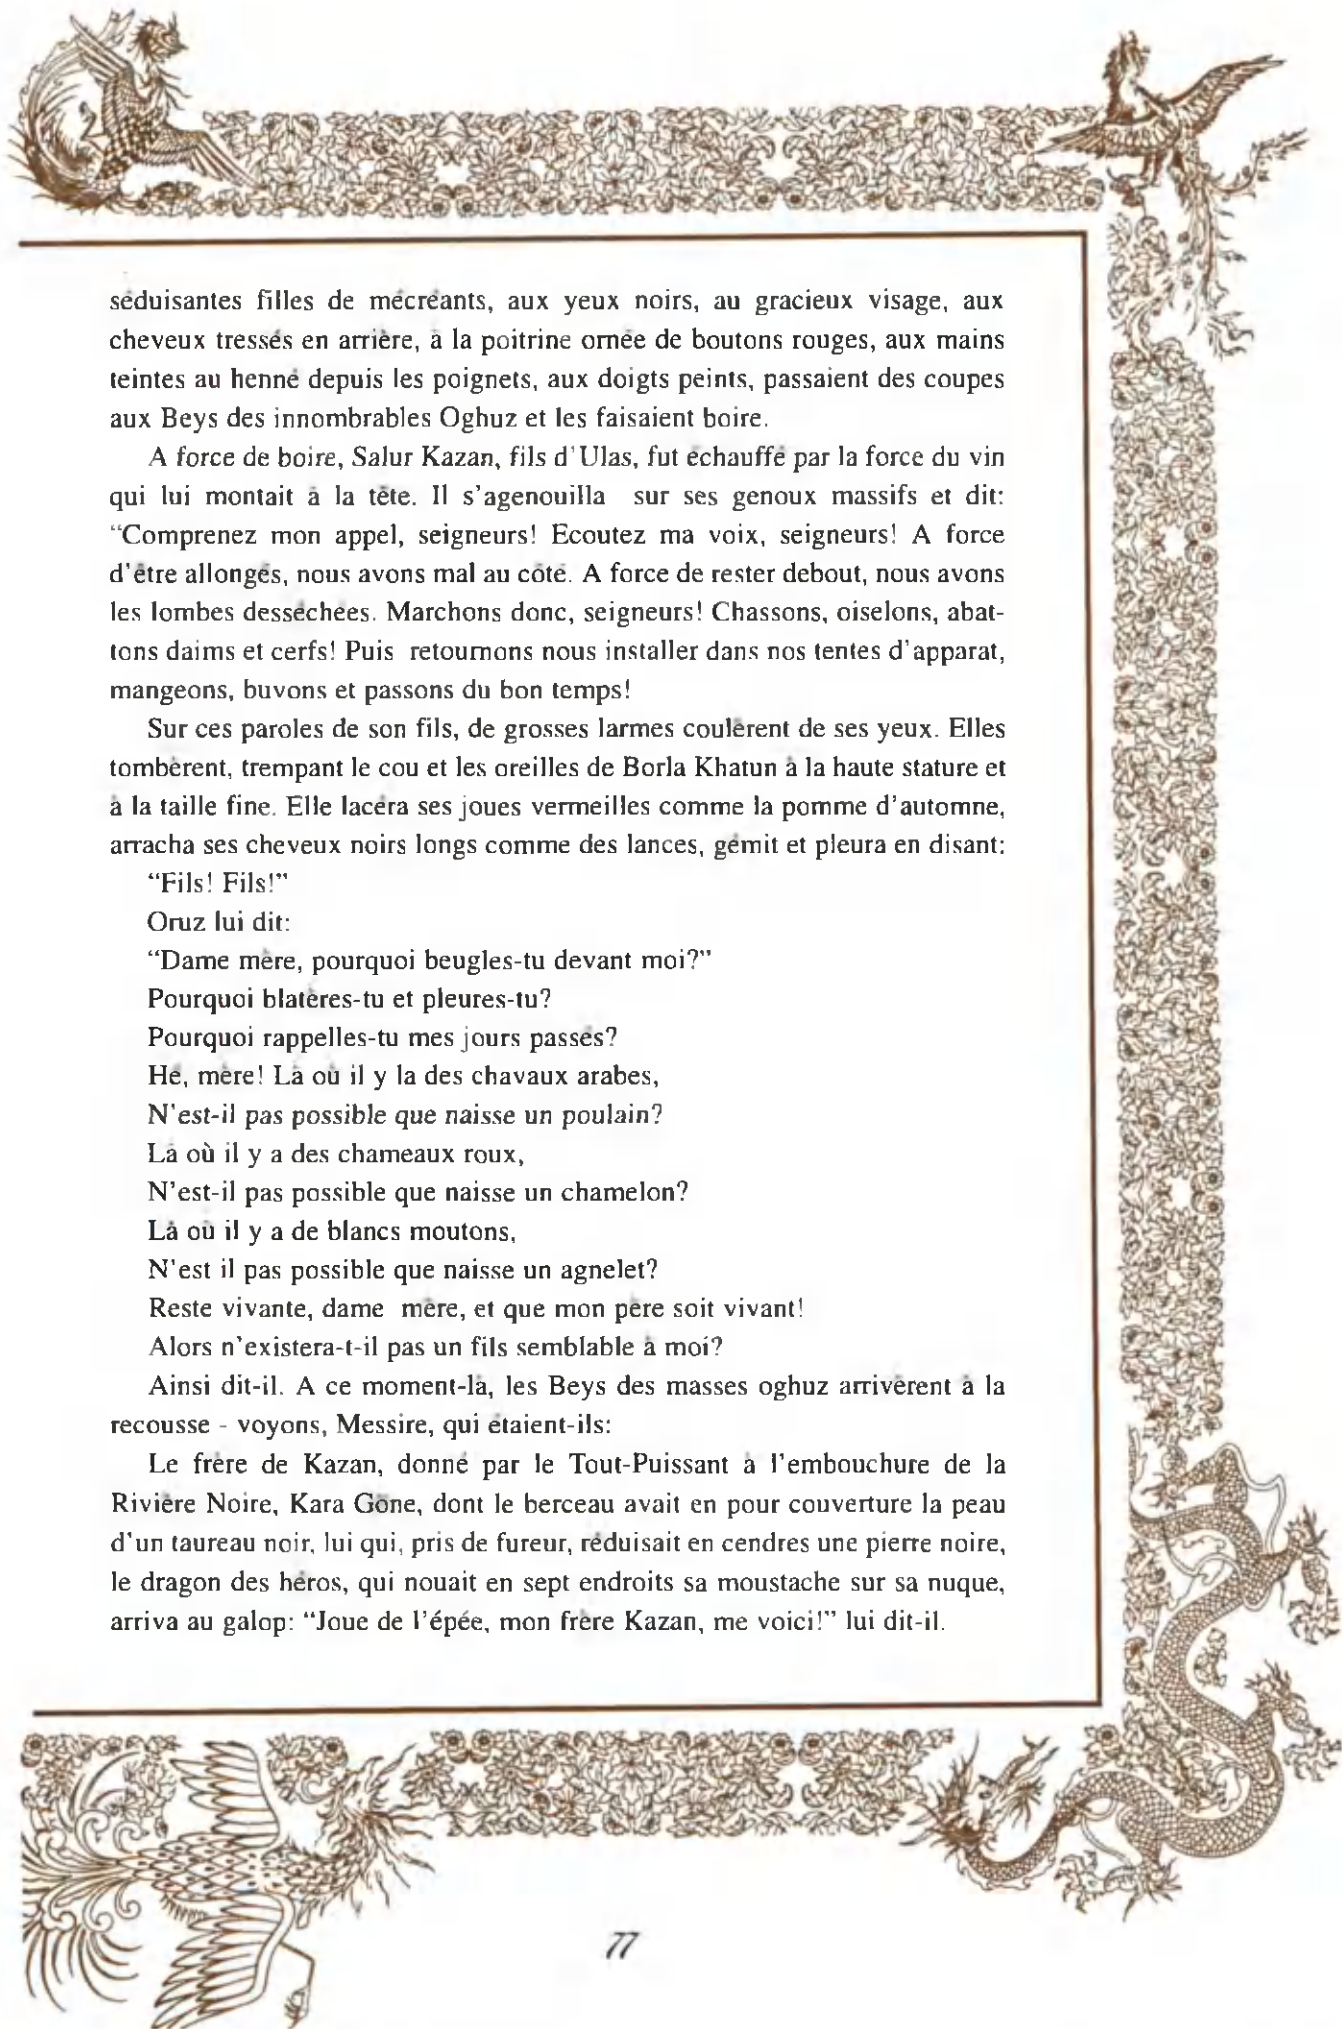 séduisantes filles de mécréants, aux yeux noirs, au gracieux visage, aux
cheveux tressés en arrière, à la poitrine ornée de boutons rouges, aux mains
teintes au henné depuis les poignets, aux doigts peints, passaient des coupes
aux Beys des innombrables Oghuz et les faisaient boire.
A force de boire, Salur Kazan, fils d'Ulas, fut échauffé par la force du vin
qui lui montait à la tête. Il s'agenouilla sur ses genoux massifs et dit:
“Comprenez mon appel, seigneurs! Ecoutez ma voix, seigneurs! A force
d'être allongés, nous avons mal au côté. A force de rester debout, nous avons
les lombes desséchées. Marchons donc, seigneurs! Chassons, oiselons, abat-
tons daims et cerfs! Puis retournons nous installer dans nos tentes d'apparat,
mangeons, buvons et passons du bon temps!
Sur ces paroles de son fils, de grosses larmes coulèrent de ses yeux. Elles
tombèrent, trempant le cou et les oreilles de Borla Khatun à la haute stature et
à la taille fine. Elle lacéra ses joues vermeilles comme la pomme d'automne,
arracha ses cheveux noirs longs comme des lances, gémit et pleura en disant:
“Fils! Fils!”
Oruz lui dit:
“Dame mère, pourquoi beugles-tu devant moi?”
Pourquoi blatères-tu et pleures-tu?
Pourquoi rappelles-tu mes jours passés?
Hé, mère! Là où il y la des chavaux arabes,
N'est-il pas possible que naisse un poulain?
Là où il y a des chameaux roux,
N'est-il pas possible que naisse un chamelon?
Là où il y a de blancs moutons,
N'est il pas possible que naisse un agnelet?
Reste vivante, dame mère, et que mon père soit vivant!
Alors n'existera-t-il pas un fils semblable à moi?
Ainsi dit-il. A ce moment-là, les Beys des masses oghuz arrivèrent à la
recousse - voyons, Messire, qui étaient-ils:
Le frère de Kazan, donné par le Tout-Puissant à l'embouchure de la
Rivière Noire, Kara Göne, dont le berceau avait en pour couverture la peau
d'un taureau noir, lui qui, pris de fureur, réduisait en cendres une pierre noire,
le dragon des héros, qui nouait en sept endroits sa moustache sur sa nuque,
arriva au galop: “Joue de l'épée, mon frère Kazan, me voici!” lui dit-il.
77